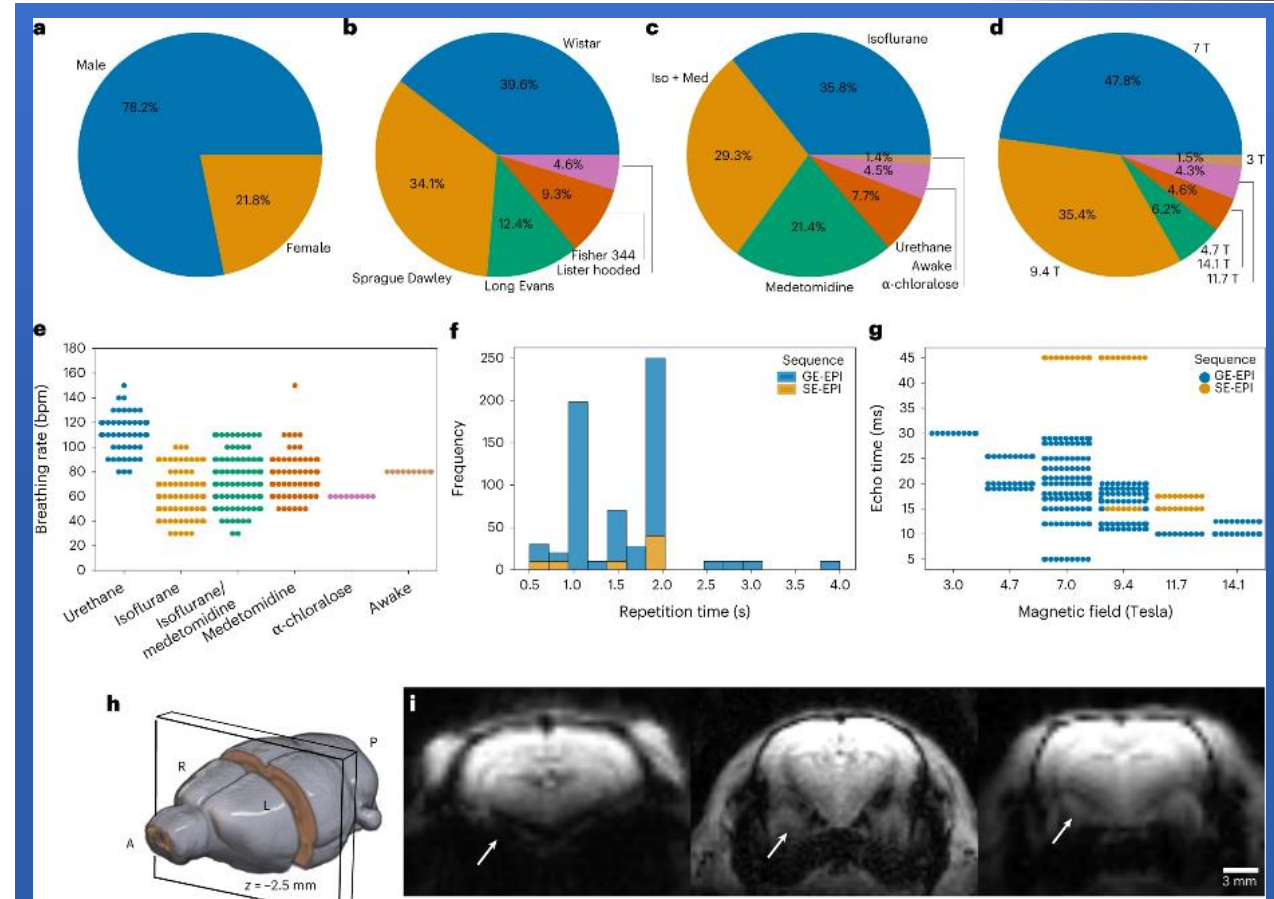 a
Male
78.2%
21.8%
Female
b
Wistar
39.6%
34.1%
12.4%
9.3%
4.6%
Fisher 344
Lister hooded
Sprague Dawley
Long Evans
c
Isoflurane
Iso + Med
35.8%
29.3%
21.4%
7.7%
4.5%
1.4%
Urethane
Awake
α-chloralose
Medetomidine
d
7 T
47.8%
35.4%
6.2%
4.6%
4.3%
1.5%
3 T
4.7 T
14.1 T
11.7 T
9.4 T
e
Breathing rate (bpm)
180
160
140
120
100
80
60
40
20
0
Urethane
Isoflurane
Isoflurane/
medetomidine
Medetomidine
α-chloralose
Awake
f
Frequency
250
200
150
100
50
0
Sequence
GE-EPI
SE-EPI
0.5 1.0 1.5 2.0 2.5 3.0 3.5 4.0
Repetition time (s)
g
Echo time (ms)
45
40
35
30
25
20
15
10
5
Sequence
GE-EPI
SE-EPI
3.0 4.7 7.0 9.4 11.7 14.1
Magnetic field (Tesla)
h
P
R
L
A
z = −2.5 mm
i
3 mm